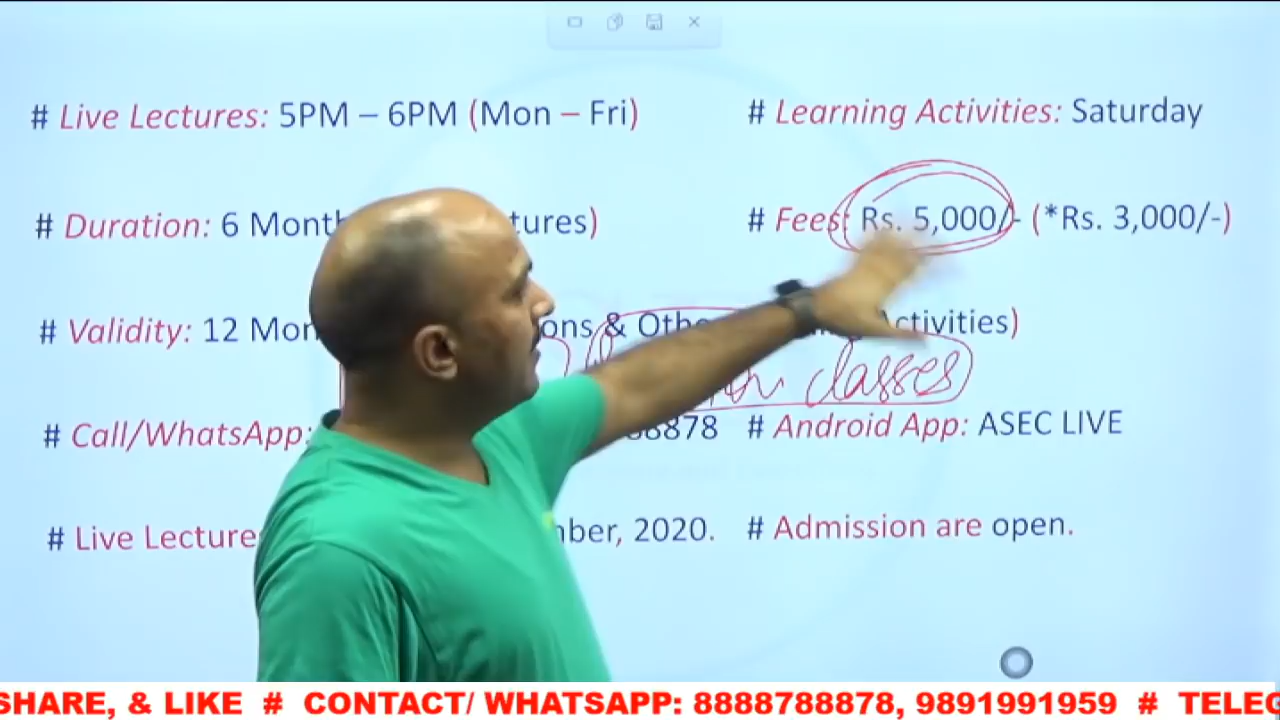 # Live Lectures: 5PM – 6PM (Mon – Fri)
# Learning Activities: Saturday
# Duration: 6 Month tures)
# Fees: Rs. 5,000/- (*Rs. 3,000/-)
# Validity: 12 Mon ons & Othe ctivities)
classes
# Call/WhatsApp: 88878
# Android App: ASEC LIVE
# Live Lecture mber, 2020.
# Admission are open.
SHARE, & LIKE # CONTACT/ WHATSAPP: 8888788878, 9891991959 # TELEG